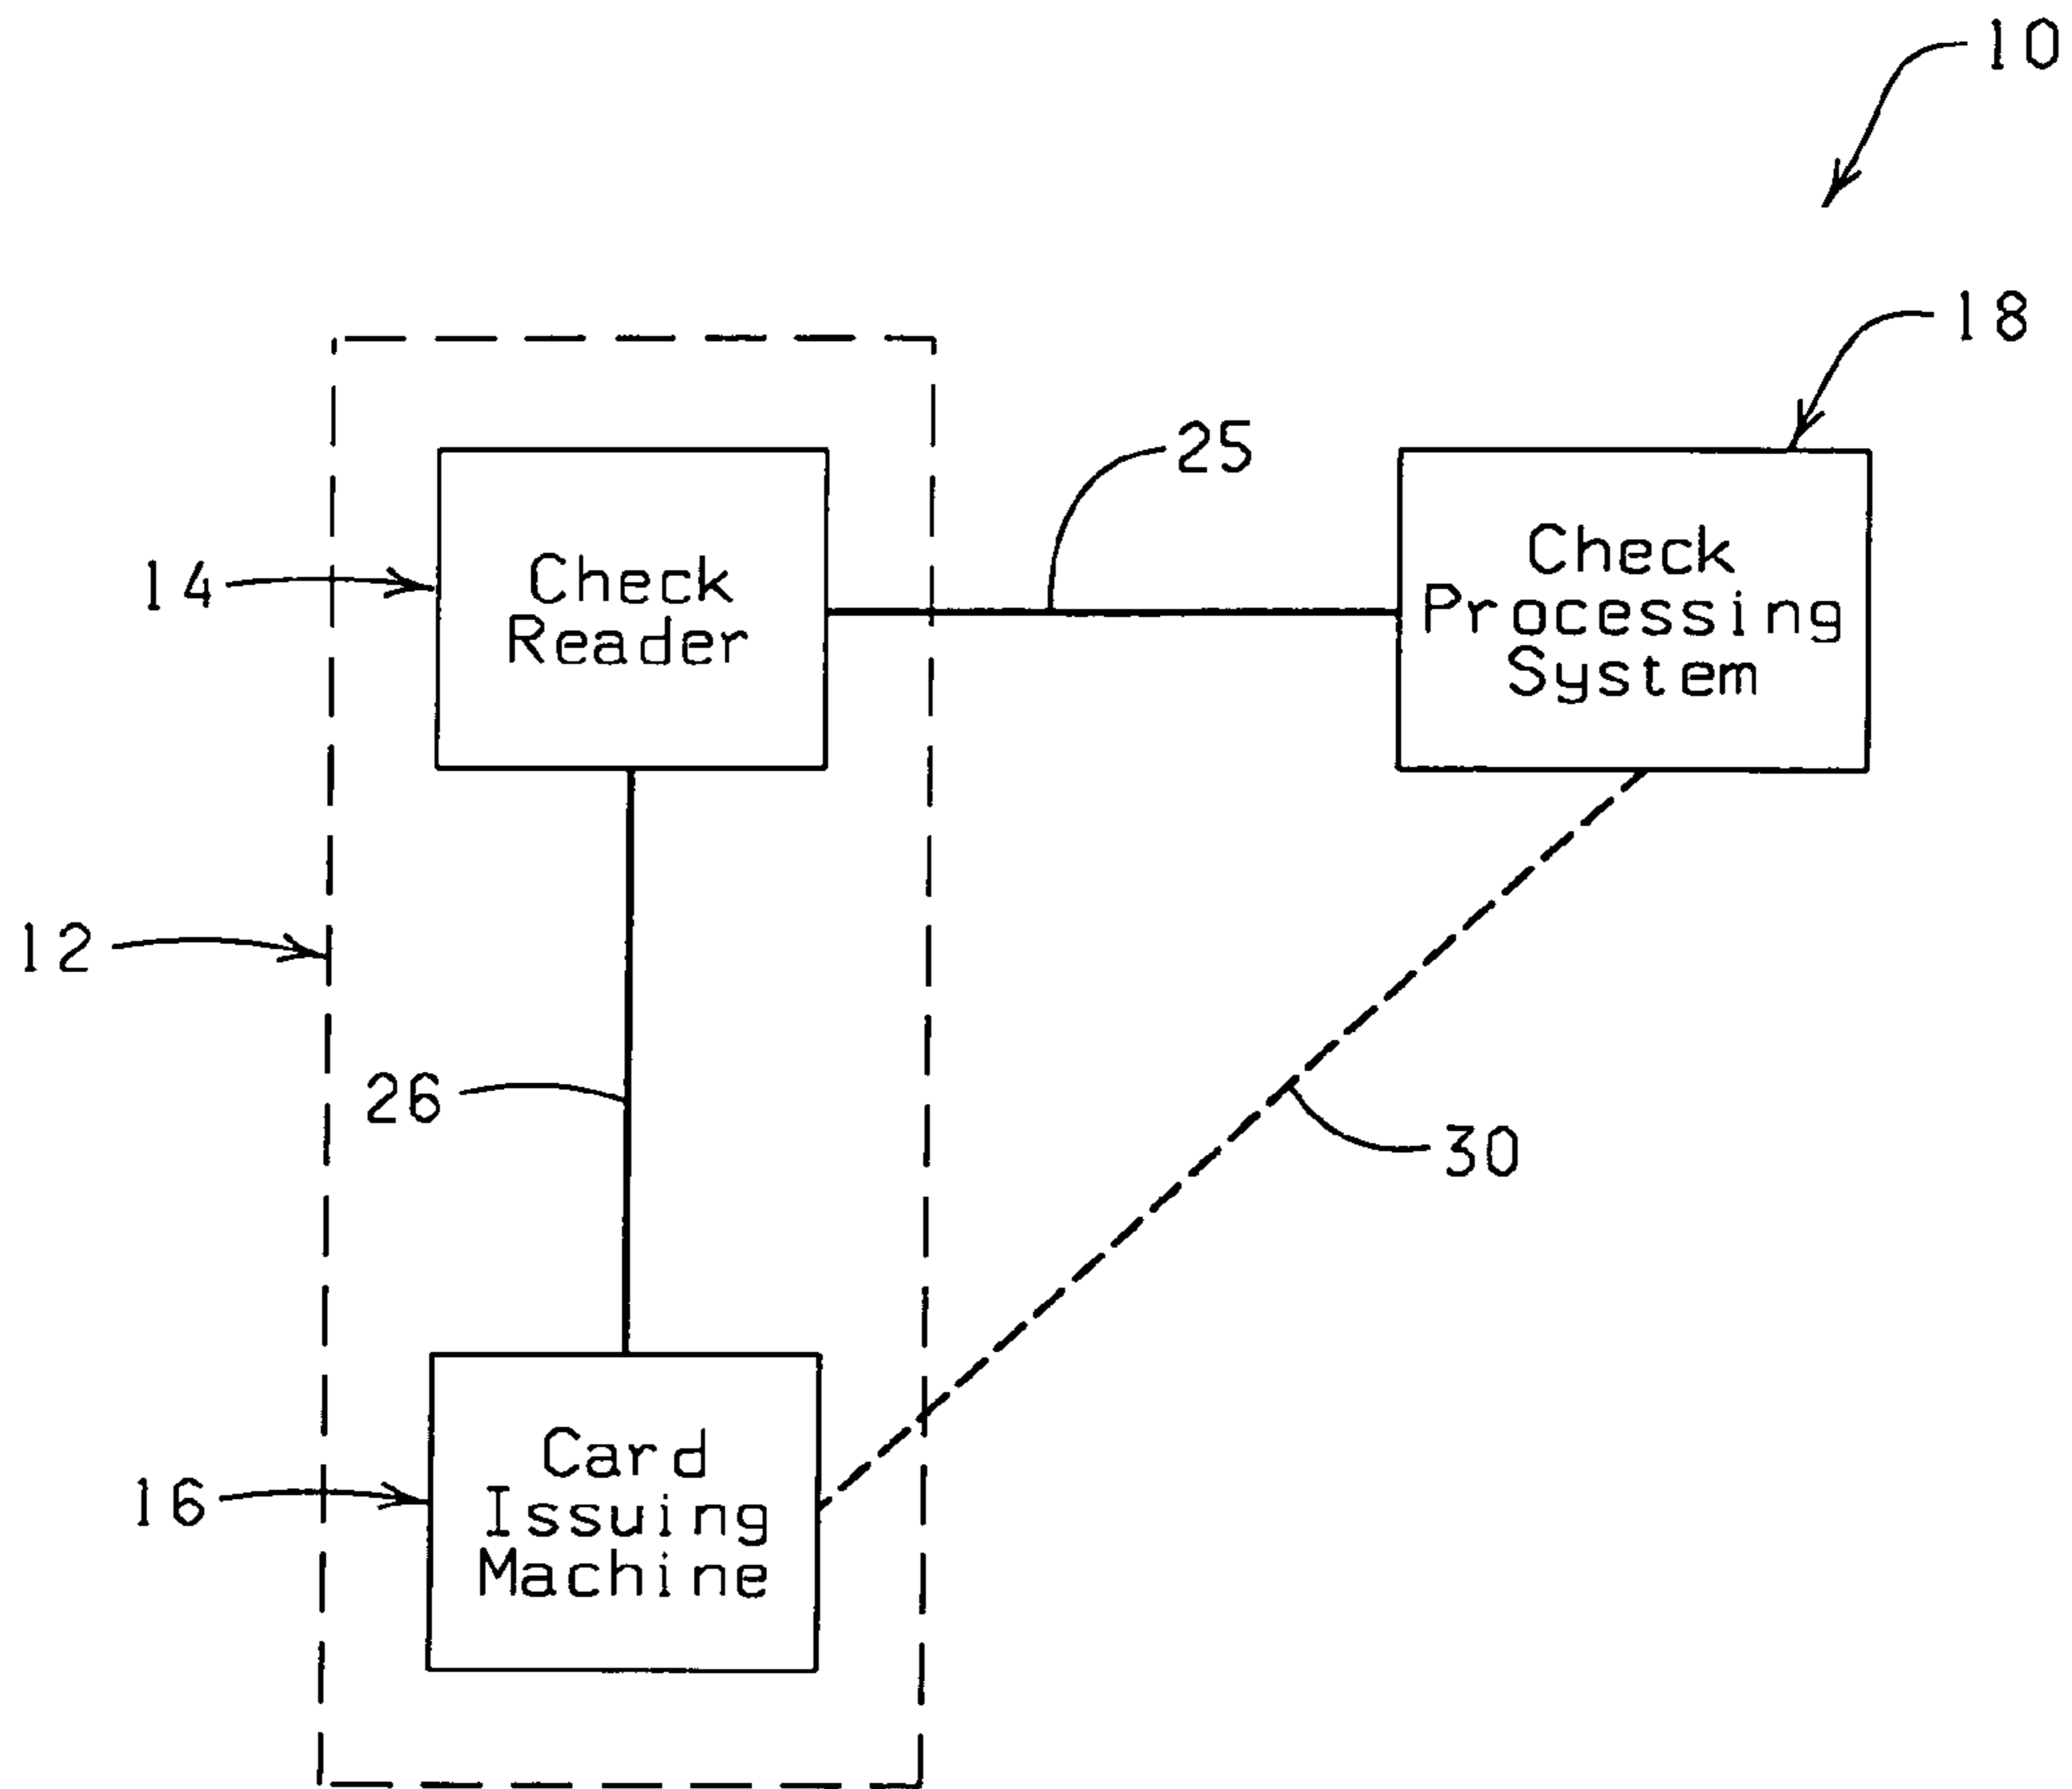 10
18
25
Check
Reader
Check
Processing
System
14
12
26
30
Card
Issuing
Machine
16